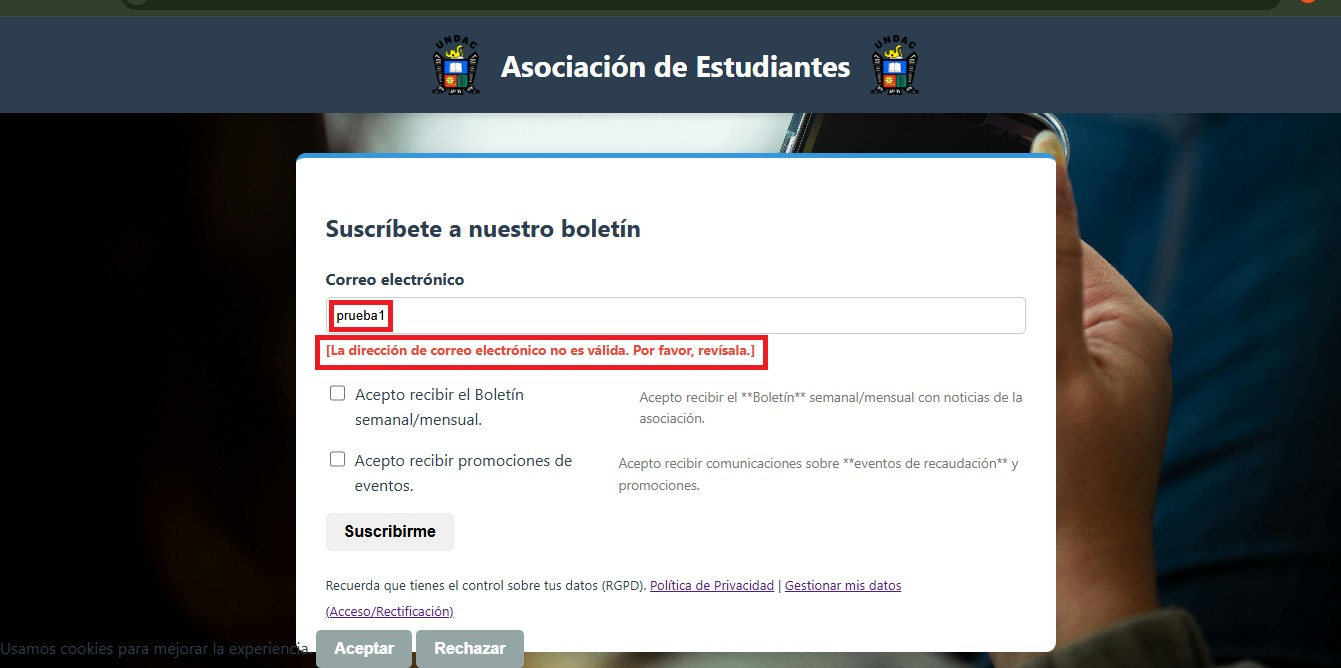 UNDAC
Asociación de Estudiantes
UNDAC
Suscríbete a nuestro boletín
Correo electrónico
prueba1
[La dirección de correo electrónico no es válida. Por favor, revísala.]
Acepto recibir el Boletín
semanal/mensual.
Acepto recibir el **Boletín** semanal/mensual con noticias de la
asociación.
Acepto recibir promociones de
eventos.
Acepto recibir comunicaciones sobre **eventos de recaudación** y
promociones.
Suscribirme
Recuerda que tienes el control sobre tus datos (RGPD). Política de Privacidad | Gestionar mis datos
(Acceso/Rectificación)
Usamos cookies para mejorar la experiencia.
Aceptar
Rechazar